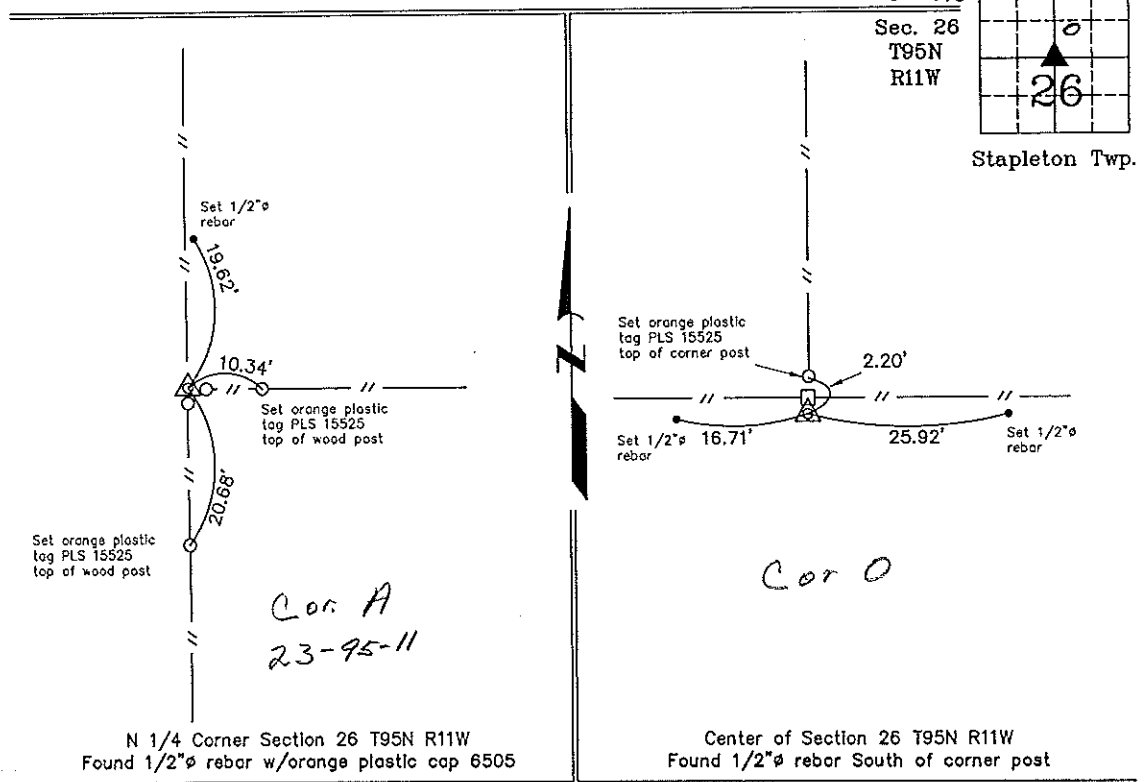 Sec. 26
T95N
R11W
O
26
Stapleton Twp.
Set 1/2"ø
rebar
19.62'
10.34'
Set orange plastic
tag PLS 15525
top of wood post
20.68'
Set orange plastic
tag PLS 15525
top of wood post
Cor. A
23-95-11
N 1/4 Corner Section 26 T95N R11W
Found 1/2"ø rebar w/orange plastic cap 6505
N
Set orange plastic
tag PLS 15525
top of corner post
2.20'
Set 1/2"ø
rebar
16.71'
25.92'
Set 1/2"ø
rebar
Cor O
Center of Section 26 T95N R11W
Found 1/2"ø rebar South of corner post